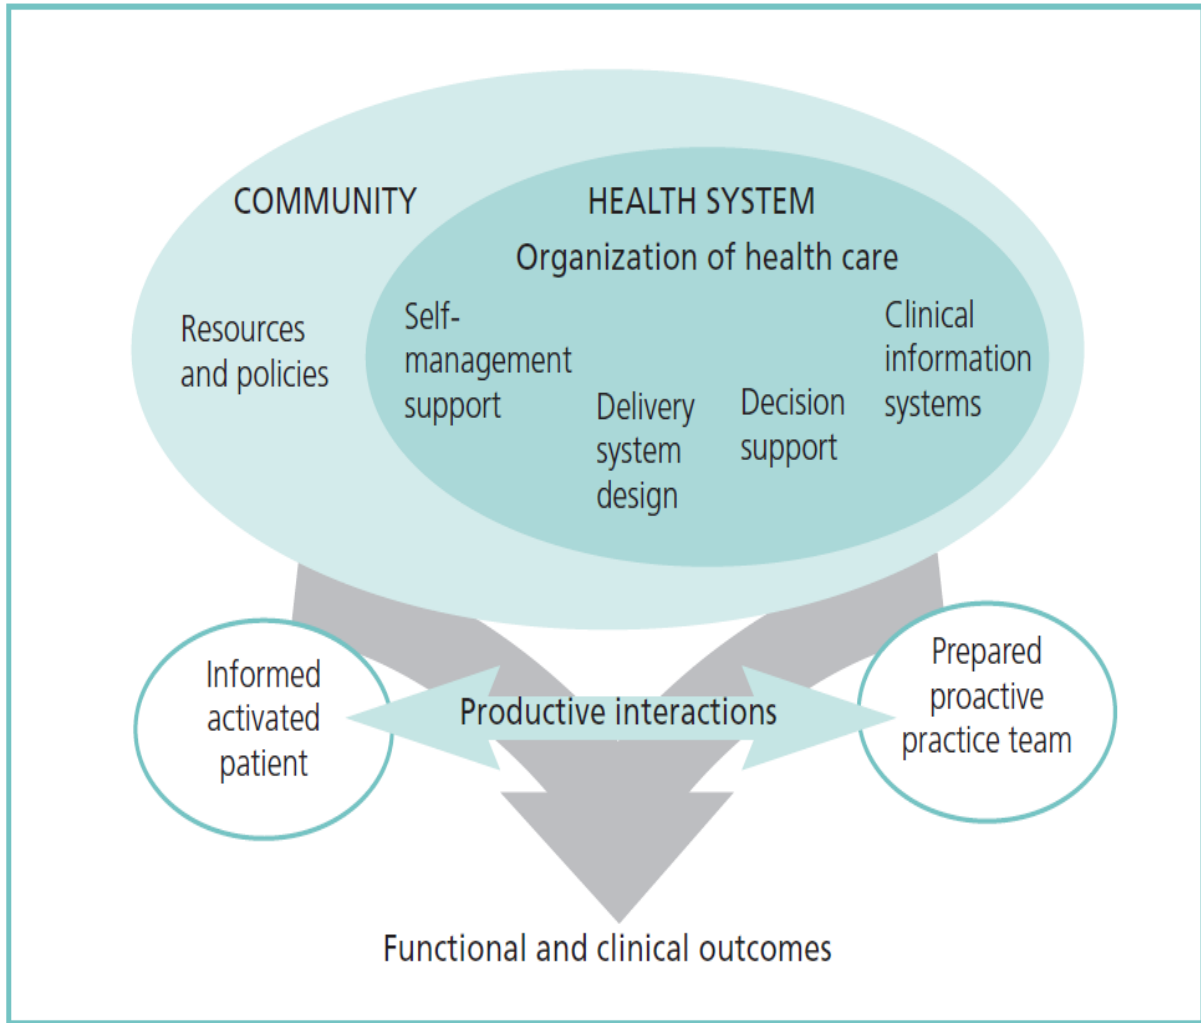 COMMUNITY
HEALTH SYSTEM
Organization of health care
Resources
and policies
Self-
management
support
Delivery
system
design
Decision
support
Clinical
information
systems
Informed
activated
patient
Productive interactions
Prepared
proactive
practice team
Functional and clinical outcomes